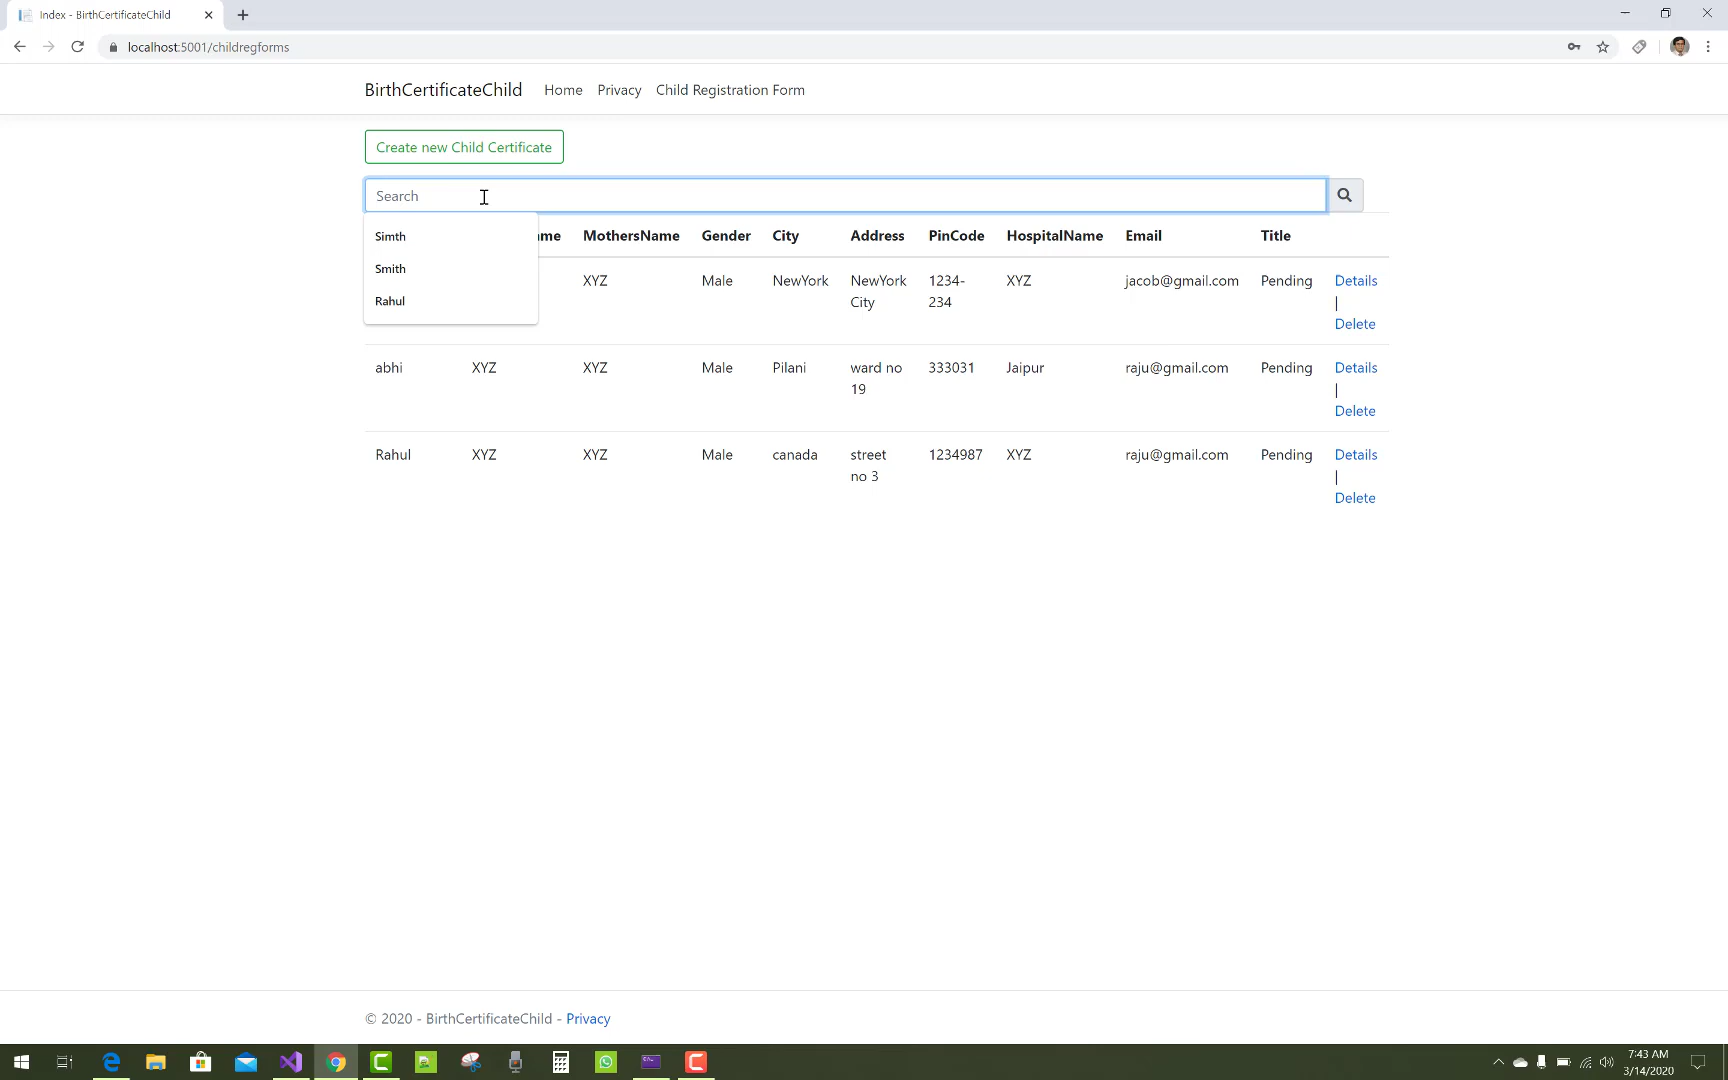 Index - BirthCertificateChild
localhost:5001/childregforms
BirthCertificateChild Home Privacy Child Registration Form
Create new Child Certificate
Search
Simth
Smith
Rahul
MothersName Gender City Address PinCode HospitalName Email Title
XYZ Male NewYork NewYork 1234- XYZ jacob@gmail.com Pending Details
City 234 |
Delete
abhi XYZ XYZ Male Pilani ward no 333031 Jaipur raju@gmail.com Pending Details
19 |
Delete
Rahul XYZ XYZ Male canada street 1234987 XYZ raju@gmail.com Pending Details
no 3 |
Delete
© 2020 - BirthCertificateChild - Privacy
7:43 AM
3/14/2020